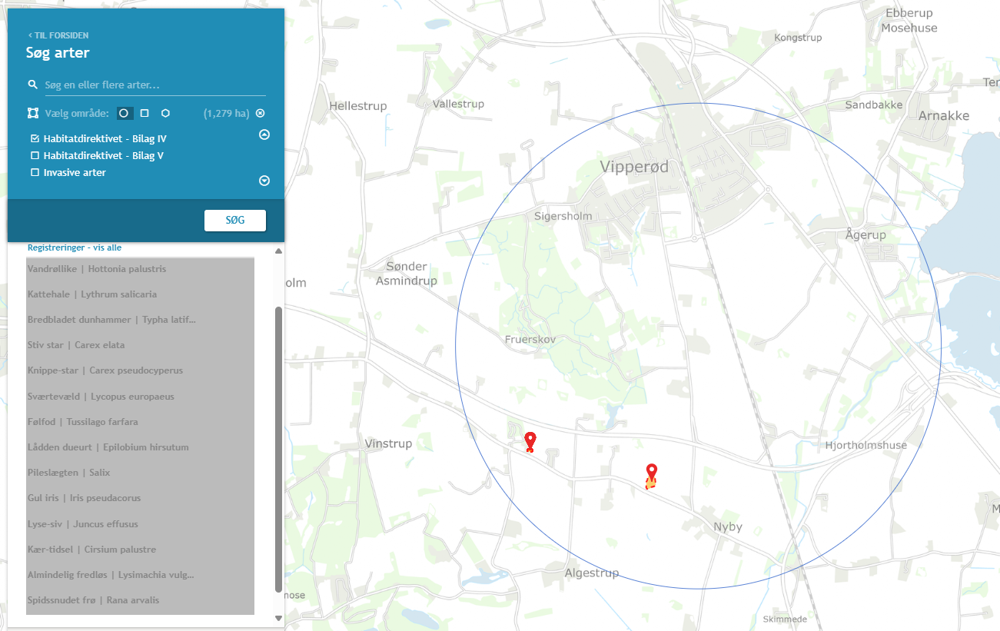 ‹ TIL FORSIDEN
Søg arter
Søg en eller flere arter...
Vælg område:
(1,279 ha)
Habitatdirektivet - Bilag IV
Habitatdirektivet - Bilag V
Invasive arter
SØG
Registreringer - vis alle
Vandrøllike | Hottonia palustris
Kattehale | Lythrum salicaria
Bredbladet dunhammer | Typha latif...
Stiv star | Carex elata
Knippe-star | Carex pseudocyperus
Sværtevæld | Lycopus europaeus
Følfod | Tussilago farfara
Lådden dueurt | Epilobium hirsutum
Pileslægten | Salix
Gul iris | Iris pseudacorus
Lyse-siv | Juncus effusus
Kær-tidsel | Cirsium palustre
Almindelig fredløs | Lysimachia vulg...
Spidssnudet frø | Rana arvalis
Ebberup
Mosehuse
Kongstrup
Hellestrup
Vallestrup
Sandbakke
Arnakke
Ter
Vipperød
Sigersholm
Ågerup
Sønder
Asmindrup
olm
Fruerskov
Vinstrup
Hjortholmshuse
M
Nyby
Algestrup
nose
Skimmede